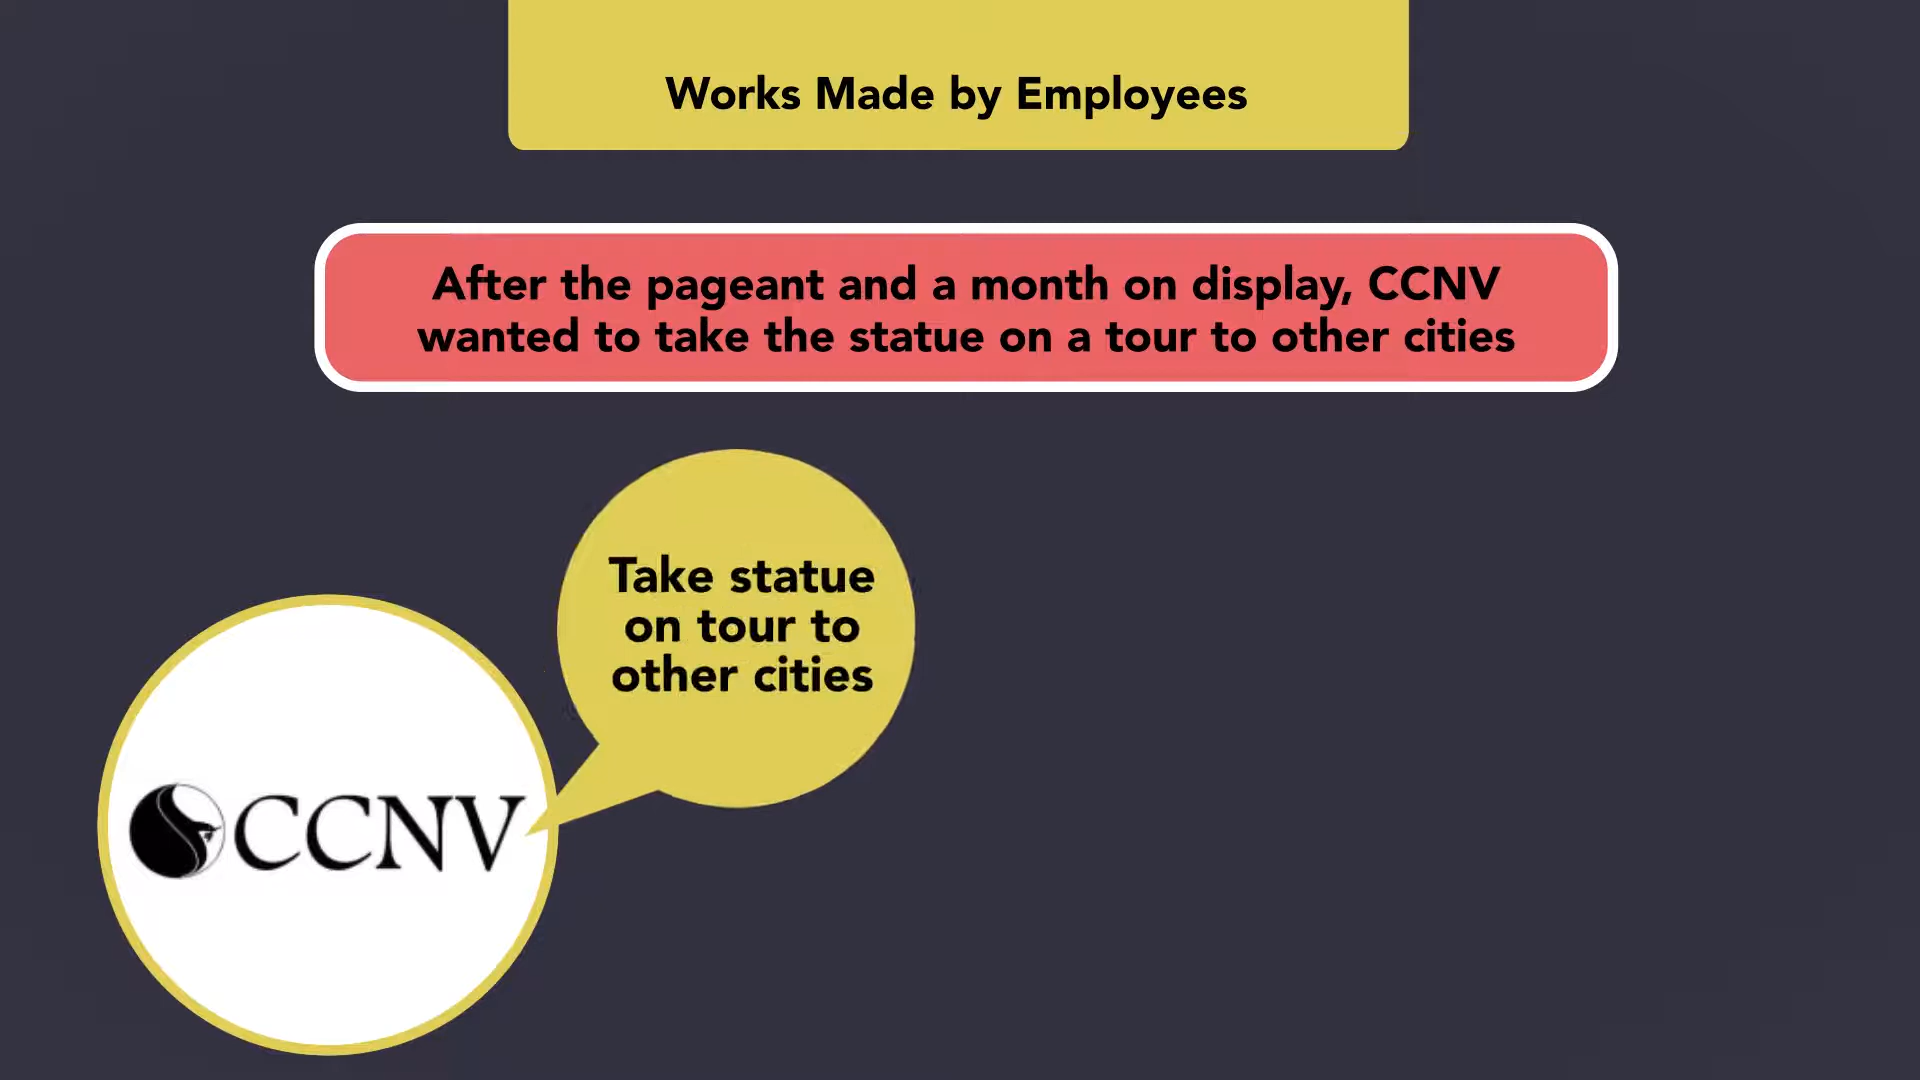 Works Made by Employees
After the pageant and a month on display, CCNV
wanted to take the statue on a tour to other cities
Take statue
on tour to
other cities
CCNV